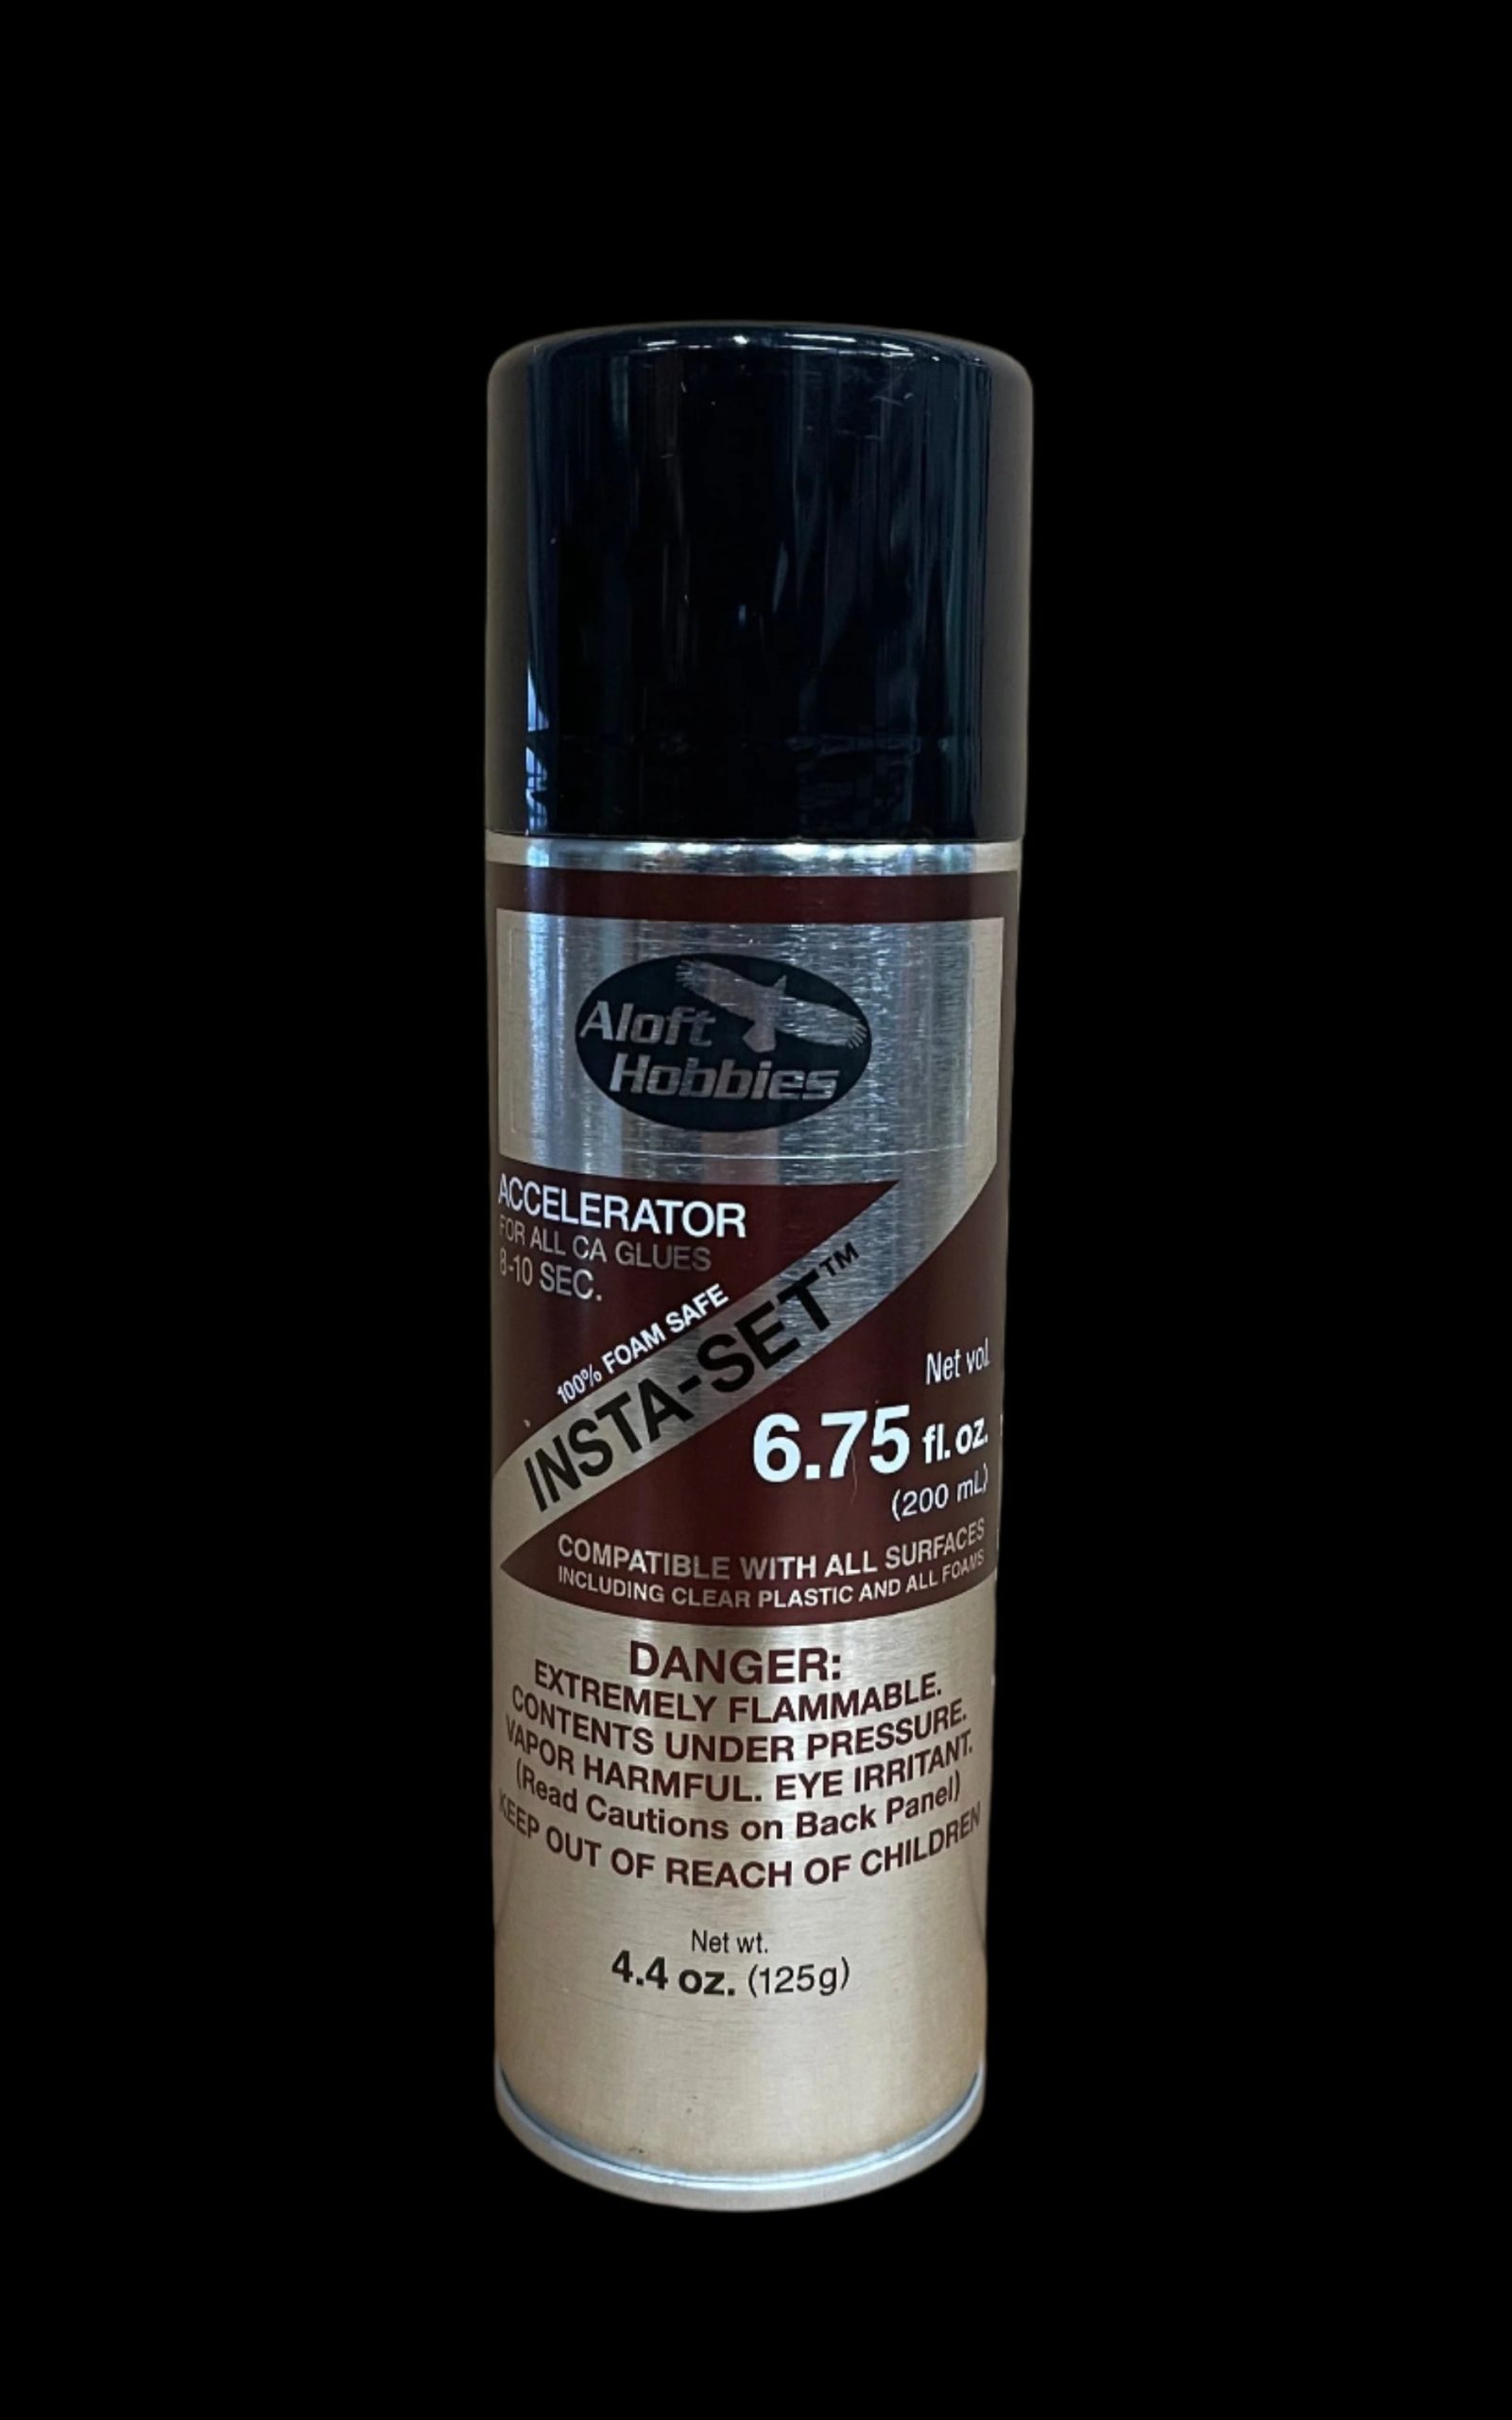 Aloft
Hobbies
ACCELERATOR
FOR ALL CA GLUES
8-10 SEC.
100% FOAM SAFE
INSTA-SET™
Net vol.
6.75 fl. oz.
(200 mL)
COMPATIBLE WITH ALL SURFACES
INCLUDING CLEAR PLASTIC AND ALL FOAMS
DANGER:
EXTREMELY FLAMMABLE.
CONTENTS UNDER PRESSURE.
VAPOR HARMFUL. EYE IRRITANT.
(Read Cautions on Back Panel)
KEEP OUT OF REACH OF CHILDREN
Net wt.
4.4 oz. (125g)